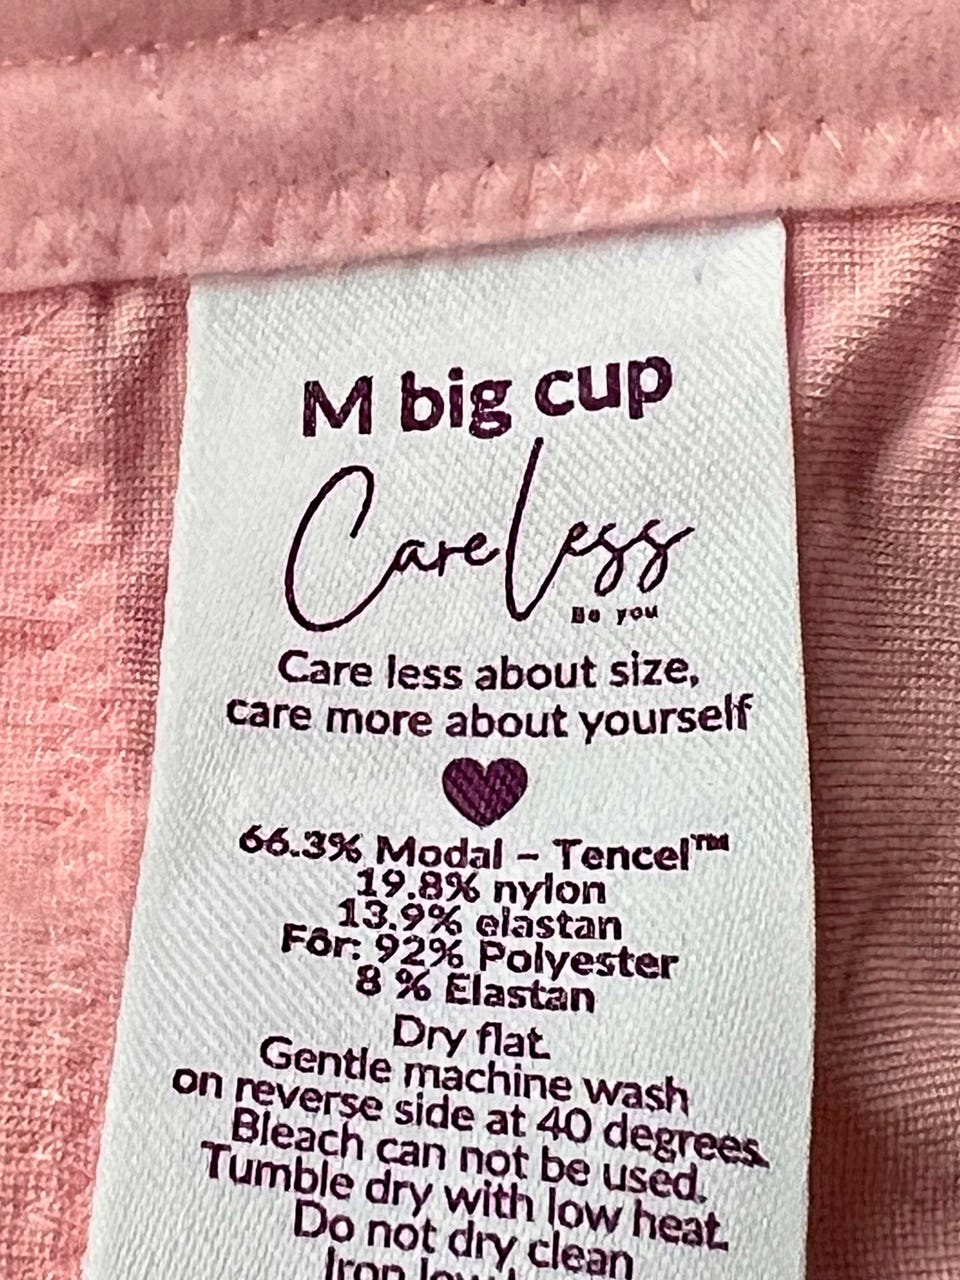 M big cup
Careless
Be you
Care less about size,
care more about yourself
66.3% Modal – Tencel™
19.8% nylon
13.9% elastan
Fôr: 92% Polyester
8 % Elastan
Dry flat.
Gentle machine wash
on reverse side at 40 degrees.
Bleach can not be used.
Tumble dry with low heat.
Do not dry clean
Iron